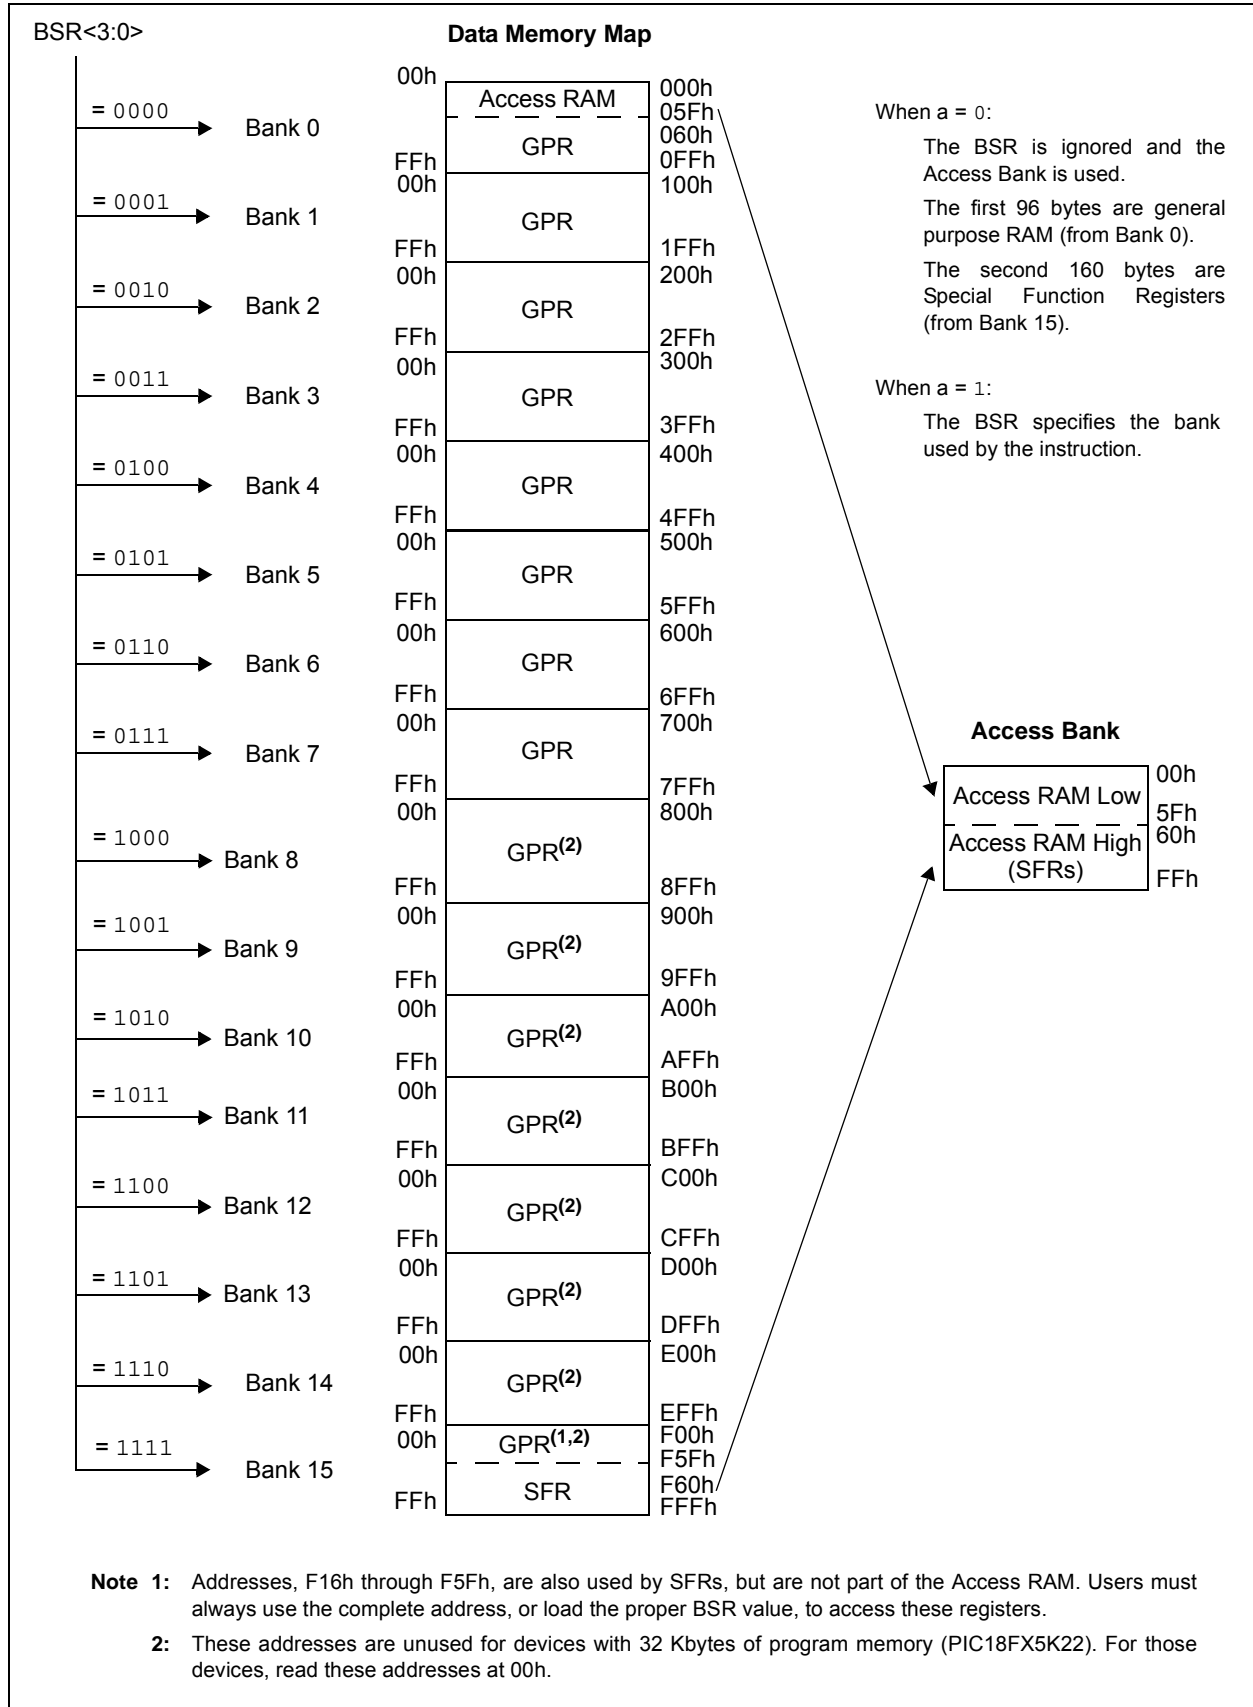 BSR<3:0>
Data Memory Map
= 0000
Bank 0
00h
Access RAM
000h
05Fh
GPR
060h
FFh
0FFh
= 0001
Bank 1
00h
GPR
100h
FFh
1FFh
= 0010
Bank 2
00h
GPR
200h
FFh
2FFh
= 0011
Bank 3
00h
GPR
300h
FFh
3FFh
= 0100
Bank 4
00h
GPR
400h
FFh
4FFh
= 0101
Bank 5
00h
GPR
500h
FFh
5FFh
= 0110
Bank 6
00h
GPR
600h
FFh
6FFh
= 0111
Bank 7
00h
GPR
700h
FFh
7FFh
= 1000
Bank 8
00h
GPR(2)
800h
FFh
8FFh
= 1001
Bank 9
00h
GPR(2)
900h
FFh
9FFh
= 1010
Bank 10
00h
GPR(2)
A00h
FFh
AFFh
= 1011
Bank 11
00h
GPR(2)
B00h
FFh
BFFh
= 1100
Bank 12
00h
GPR(2)
C00h
FFh
CFFh
= 1101
Bank 13
00h
GPR(2)
D00h
FFh
DFFh
= 1110
Bank 14
00h
GPR(2)
E00h
FFh
EFFh
= 1111
Bank 15
00h
GPR(1,2)
F00h
F5Fh
SFR
F60h
FFh
FFFh
When a = 0:
The BSR is ignored and the
Access Bank is used.
The first 96 bytes are general
purpose RAM (from Bank 0).
The second 160 bytes are
Special Function Registers
(from Bank 15).
When a = 1:
The BSR specifies the bank
used by the instruction.
Access Bank
Access RAM Low
00h
5Fh
Access RAM High
(SFRs)
60h
FFh
Note 1: Addresses, F16h through F5Fh, are also used by SFRs, but are not part of the Access RAM. Users must
always use the complete address, or load the proper BSR value, to access these registers.
2: These addresses are unused for devices with 32 Kbytes of program memory (PIC18FX5K22). For those
devices, read these addresses at 00h.